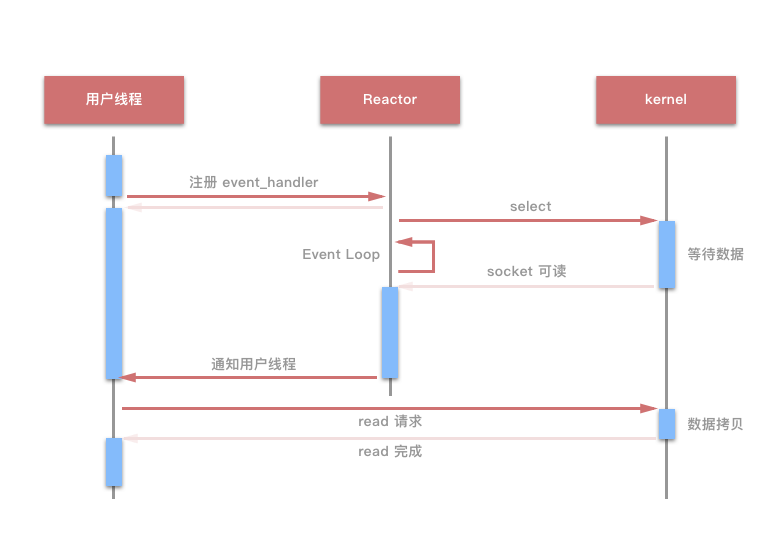 用户线程
Reactor
kernel
注册 event_handler
select
Event Loop
等待数据
socket 可读
通知用户线程
read 请求
数据拷贝
read 完成